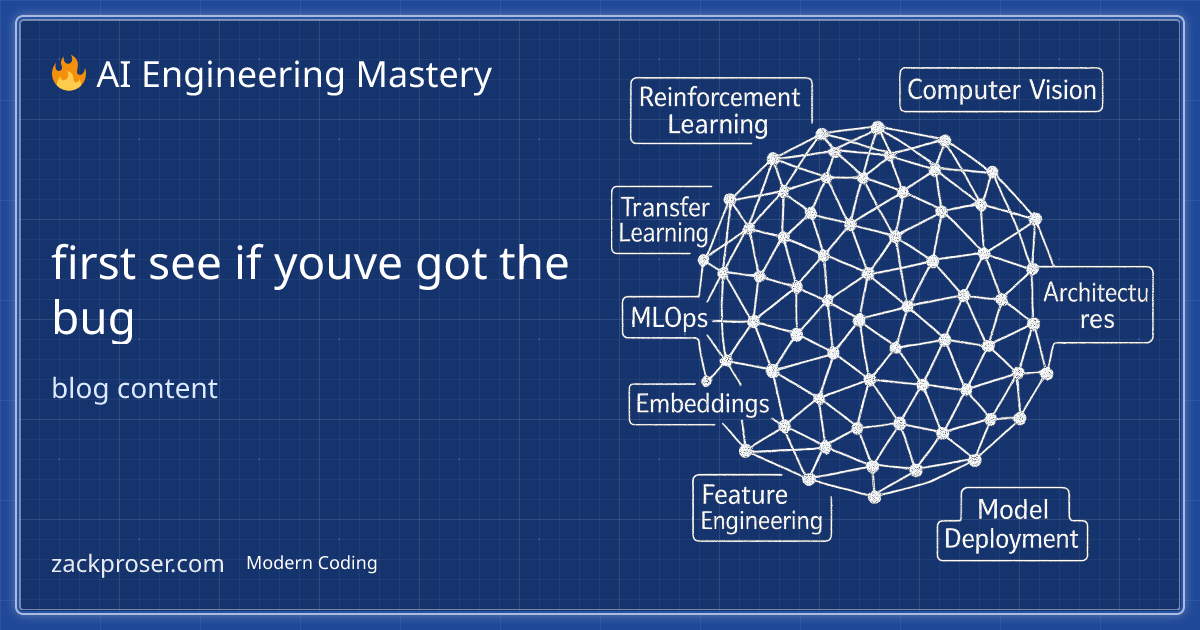 🔥 AI Engineering Mastery
first see if youve got the
bug
blog content
zackproser.com
Modern Coding
Reinforcement
Learning
Computer Vision
Transfer
Learning
MLOps
Architectu
res
Embeddings
Feature
Engineering
Model
Deployment